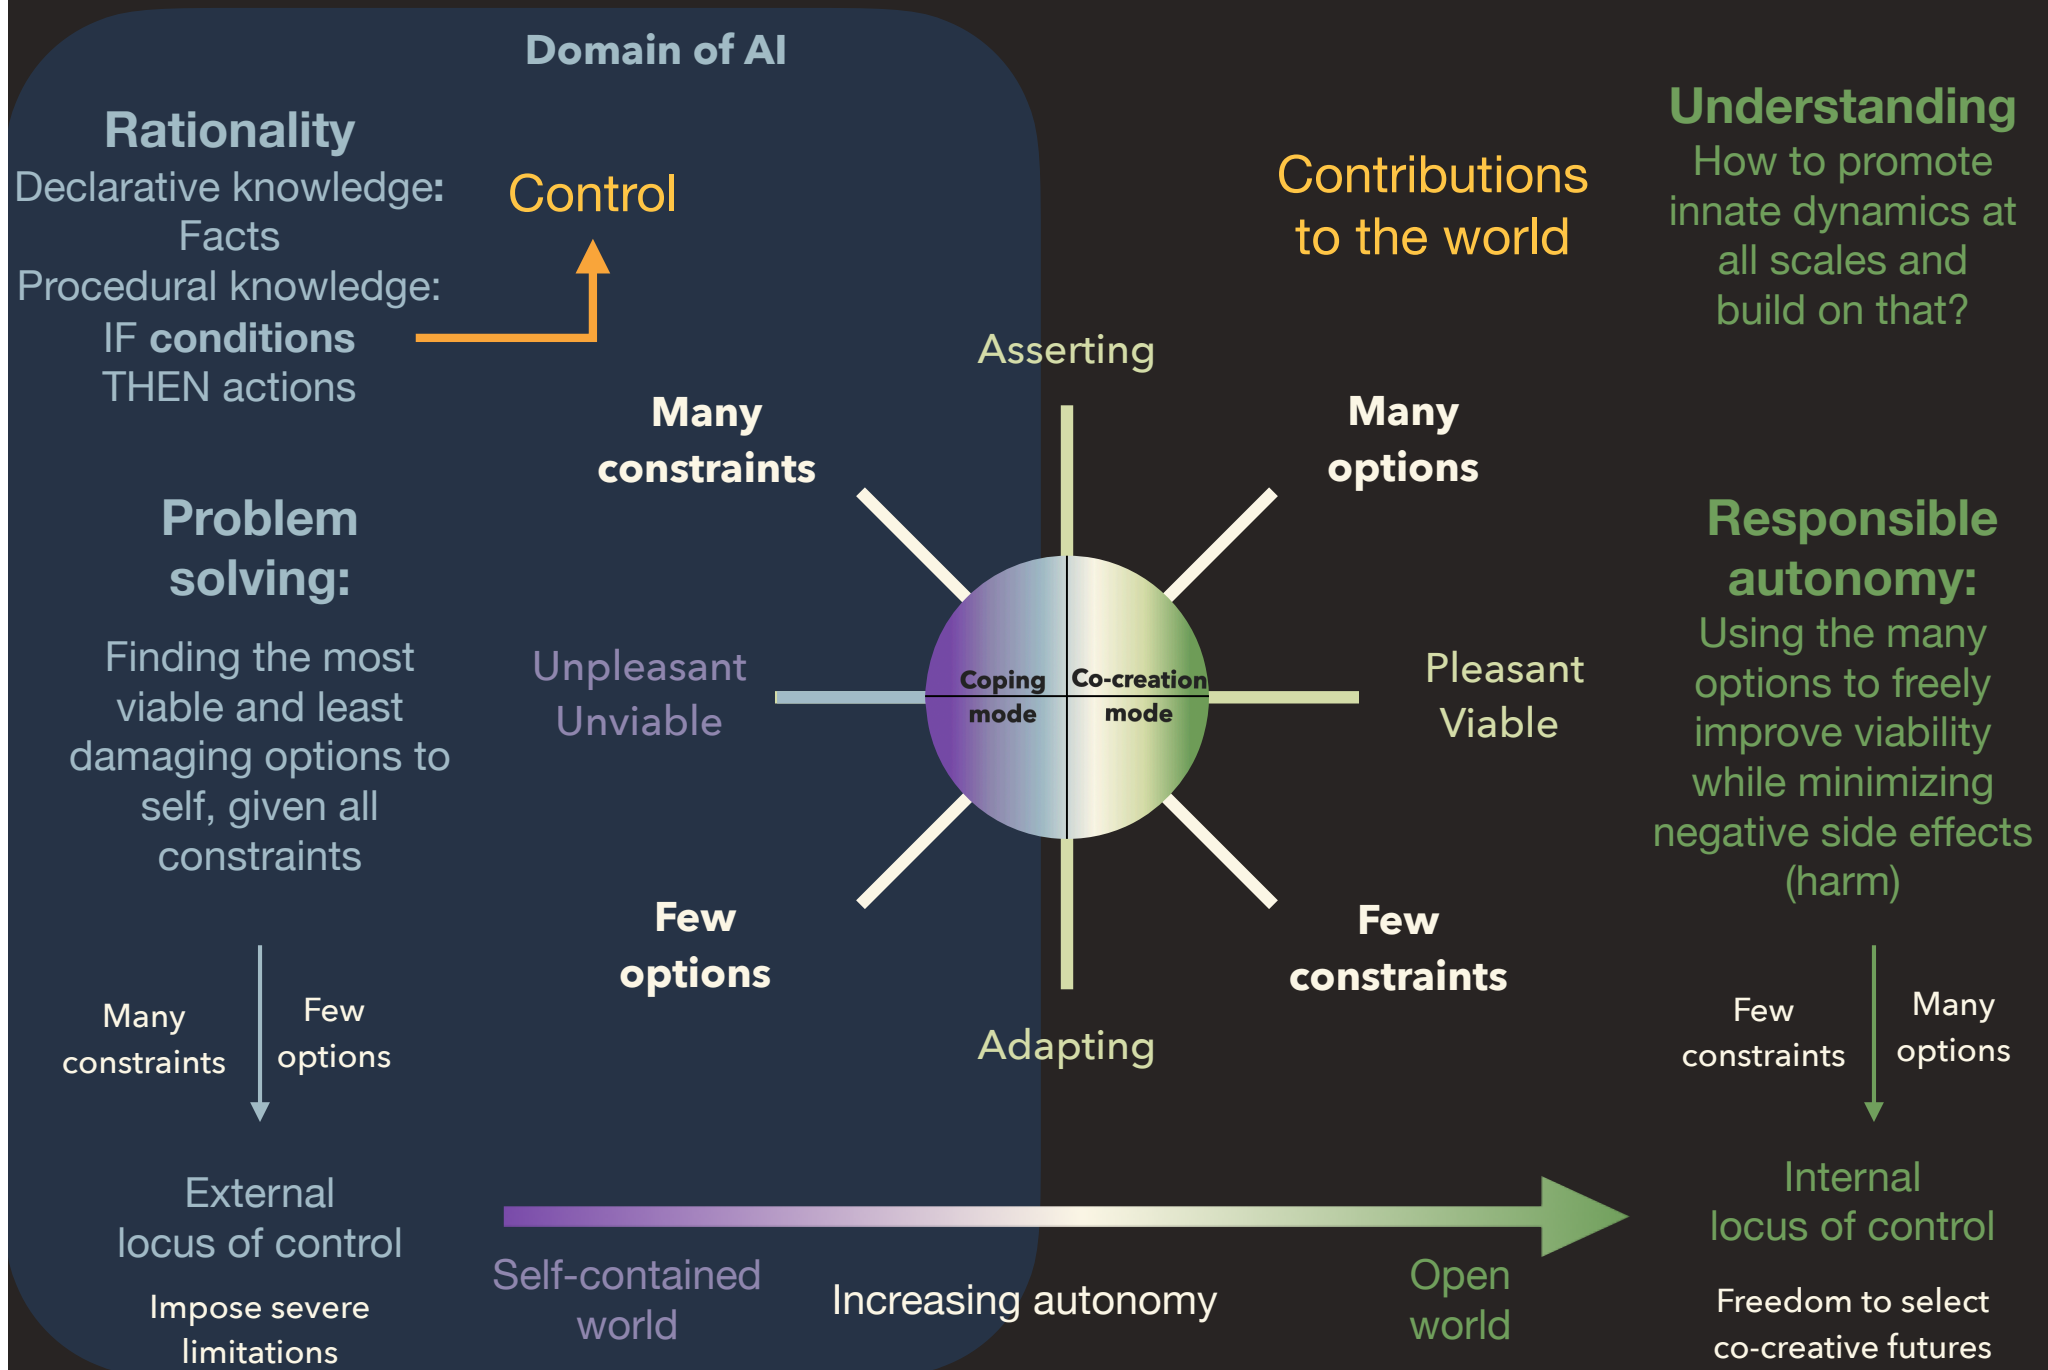 Domain of AI
Rationality
Declarative knowledge:
Facts
Procedural knowledge:
IF conditions
THEN actions
Control
Contributions
to the world
Understanding
How to promote
innate dynamics at
all scales and
build on that?
Asserting
Many
constraints
Many
options
Problem
solving:
Finding the most
viable and least
damaging options to
self, given all
constraints
Unpleasant
Unviable
Coping
mode
Co-creation
mode
Pleasant
Viable
Responsible
autonomy:
Using the many
options to freely
improve viability
while minimizing
negative side effects
(harm)
Few
options
Few
constraints
Adapting
Many
constraints
Few
options
Few
constraints
Many
options
External
locus of control
Impose severe
limitations
Self-contained
world
Increasing autonomy
Open
world
Internal
locus of control
Freedom to select
co-creative futures